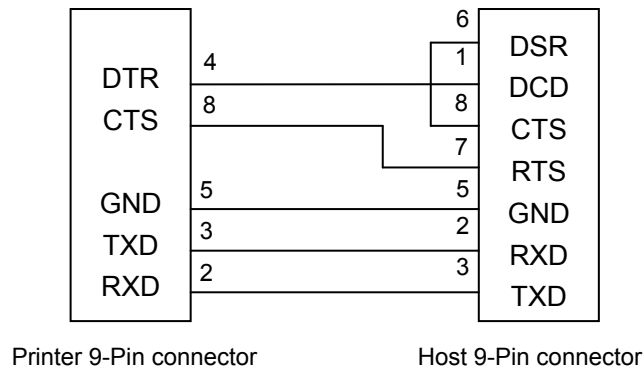 6
DSR
1
4
DTR
DCD
8
8
CTS
CTS
7
RTS
5
5
GND
GND
3
2
TXD
RXD
2
3
RXD
TXD
Printer 9-Pin connector
Host 9-Pin connector